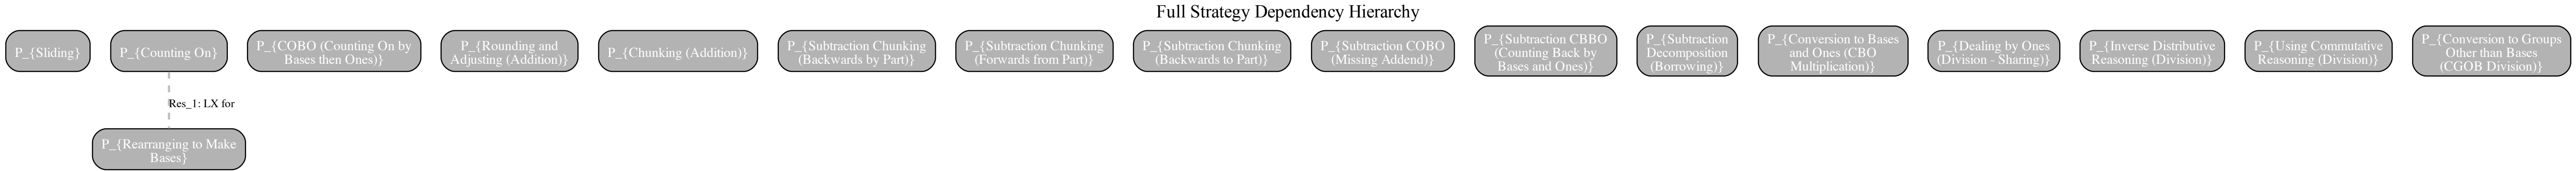 Full Strategy Dependency Hierarchy
P_{Sliding}
P_{Counting On}
P_{COBO (Counting On by
Bases then Ones)}
P_{Rounding and
Adjusting (Addition)}
P_{Chunking (Addition)}
P_{Subtraction Chunking
(Backwards by Part)}
P_{Subtraction Chunking
(Forwards from Part)}
P_{Subtraction Chunking
(Backwards to Part)}
P_{Subtraction COBO
(Missing Addend)}
P_{Subtraction CBBO
(Counting Back by
Bases and Ones)}
P_{Subtraction
Decomposition
(Borrowing)}
P_{Conversion to Bases
and Ones (CBO
Multiplication)}
P_{Dealing by Ones
(Division - Sharing)}
P_{Inverse Distributive
Reasoning (Division)}
P_{Using Commutative
Reasoning (Division)}
P_{Conversion to Groups
Other than Bases
(CGOB Division)}
Res_1: LX for
P_{Rearranging to Make
Bases}